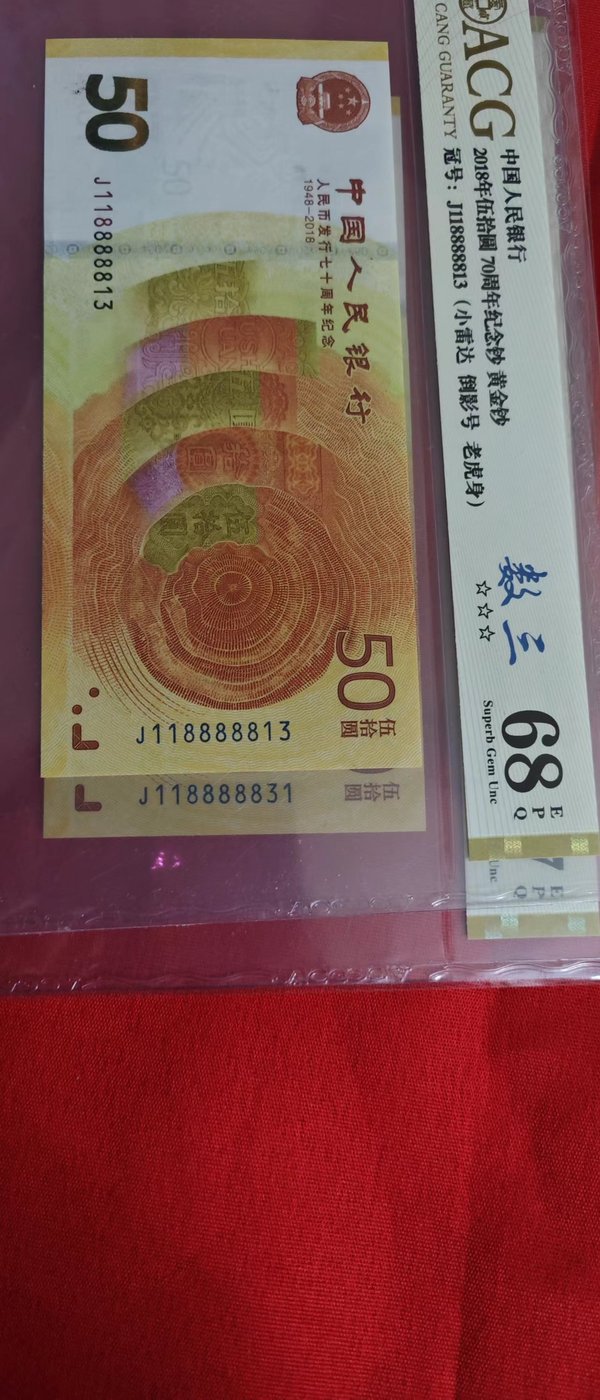 50
J118888813
中国人民银行
人民币发行七十周年纪念
1948-2018
50
伍拾圆
J118888813
J118888831
伍拾圆
ACG
CANG GUARANTY
中国人民银行
2018年伍拾圆 70周年纪念钞 黄金钞
冠号：J118888813（小雷达 倒影号 老虎身）
☆☆☆
68
EPQ
Superb Gem Unc
7
EP
Unc